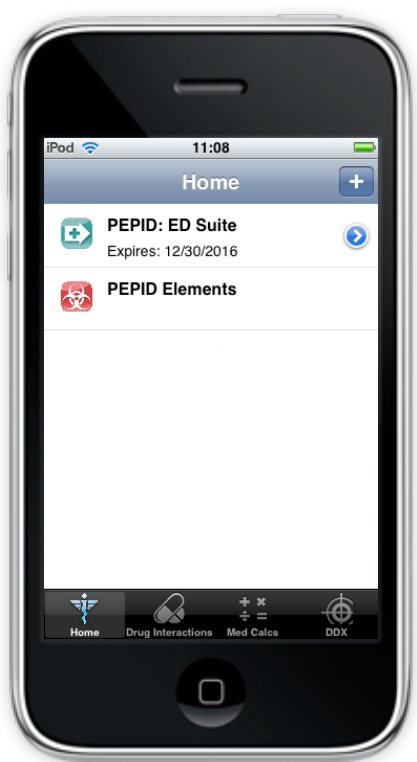 iPod 11:08
Home +
PEPID: ED Suite
Expires: 12/30/2016
PEPID Elements
Home Drug Interactions Med Calcs DDX